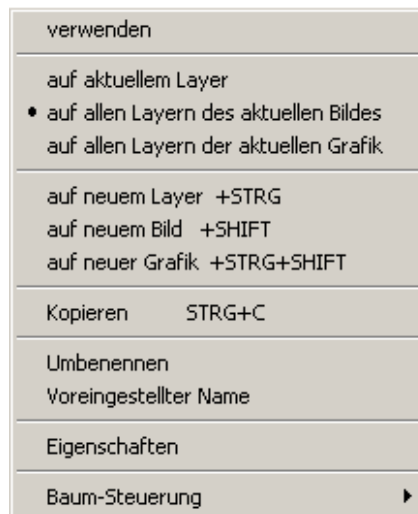 verwenden
auf aktuellem Layer
auf allen Layern des aktuellen Bildes
auf allen Layern der aktuellen Grafik
auf neuem Layer +STRG
auf neuem Bild +SHIFT
auf neuer Grafik +STRG+SHIFT
Kopieren STRG+C
Umbenennen
Voreingestellter Name
Eigenschaften
Baum-Steuerung